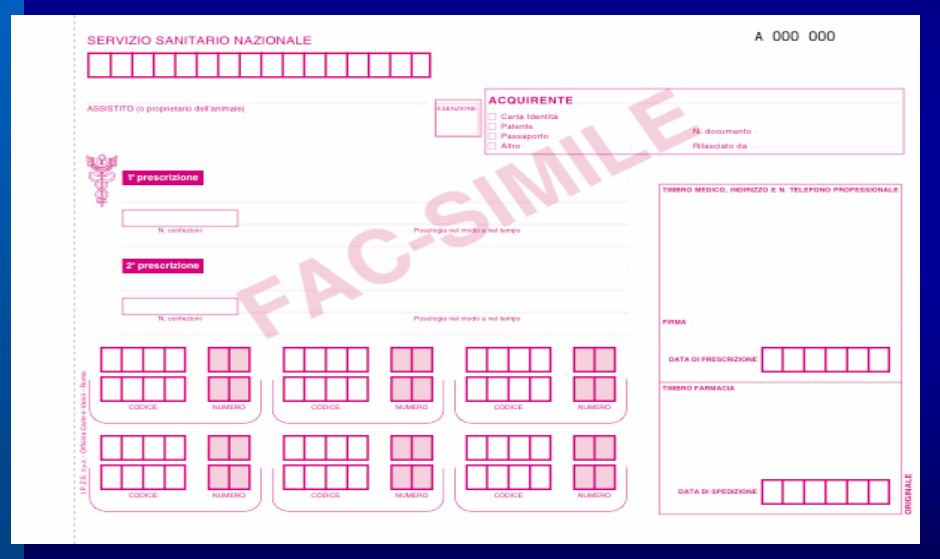 SERVIZIO SANITARIO NAZIONALE
A 000 000
ASSISTITO (o proprietario dell'animale)
ESENZIONE
ACQUIRENTE
Carta Identità
Patente
Passaporto
Altro
N. documento
Rilasciato da
FAC-SIMILE
1ª prescrizione
N. confezioni
Posologia nel modo e nel tempo
2ª prescrizione
N. confezioni
Posologia nel modo e nel tempo
TIMBRO MEDICO, INDIRIZZO E N. TELEFONO PROFESSIONALE
FIRMA
DATA DI PRESCRIZIONE
TIMBRO FARMACIA
DATA DI SPEDIZIONE
CODICE NUMERO CODICE NUMERO CODICE NUMERO
CODICE NUMERO CODICE NUMERO CODICE NUMERO
I.P.Z.S. S.p.A. - Officina Carte e Valori - Roma
ORIGINALE